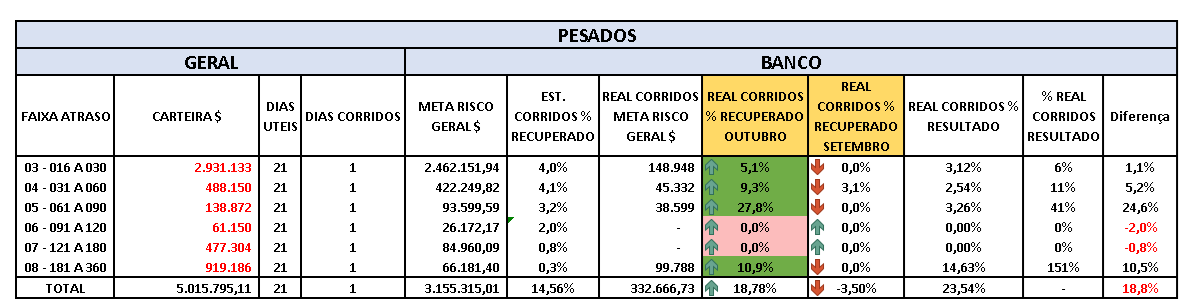 PESADOS
GERAL BANCO
FAIXA ATRASO CARTEIRA $ DIAS UTEIS DIAS CORRIDOS META RISCO GERAL $ EST. CORRIDOS % RECUPERADO REAL CORRIDOS META RISCO GERAL $ REAL CORRIDOS % RECUPERADO OUTUBRO REAL CORRIDOS % RECUPERADO SETEMBRO REAL CORRIDOS % RESULTADO % REAL CORRIDOS RESULTADO Diferença
03 - 016 A 030 2.931.133 21 1 2.462.151,94 4,0% 148.948 5,1% 0,0% 3,12% 6% 1,1%
04 - 031 A 060 488.150 21 1 422.249,82 4,1% 45.332 9,3% 3,1% 2,54% 11% 5,2%
05 - 061 A 090 138.872 21 1 93.599,59 3,2% 38.599 27,8% 0,0% 3,26% 41% 24,6%
06 - 091 A 120 61.150 21 1 26.172,17 2,0% - 0,0% 0,0% 0,00% 0% -2,0%
07 - 121 A 180 477.304 21 1 84.960,09 0,8% - 0,0% 0,0% 0,00% 0% -0,8%
08 - 181 A 360 919.186 21 1 66.181,40 0,3% 99.788 10,9% 0,0% 14,63% 151% 10,5%
TOTAL 5.015.795,11 21 1 3.155.315,01 14,56% 332.666,73 18,78% -3,50% 23,54% - 18,8%